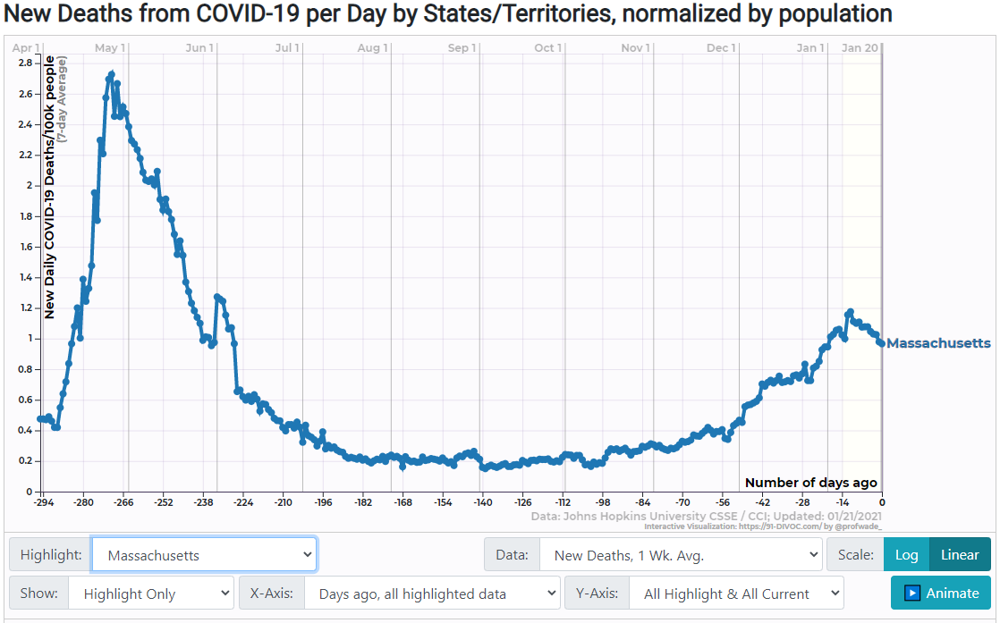 New Deaths from COVID-19 per Day by States/Territories, normalized by population
Apr 1 May 1 Jun 1 Jul 1 Aug 1 Sep 1 Oct 1 Nov 1 Dec 1 Jan 1 Jan 20
New Daily COVID-19 Deaths/100k people
(7-day Average)
2.8
2.6
2.4
2.2
2
1.8
1.6
1.4
1.2
1
0.8
0.6
0.4
0.2
0
Massachusetts
Number of days ago
-294 -280 -266 -252 -238 -224 -210 -196 -182 -168 -154 -140 -126 -112 -98 -84 -70 -56 -42 -28 -14 0
Data: Johns Hopkins University CSSE / CCI; Updated: 01/21/2021
Interactive Visualization: https://91-DIVOC.com/ by @profwade_
Highlight: Massachusetts Data: New Deaths, 1 Wk. Avg. Scale: Log Linear
Show: Highlight Only X-Axis: Days ago, all highlighted data Y-Axis: All Highlight & All Current Animate